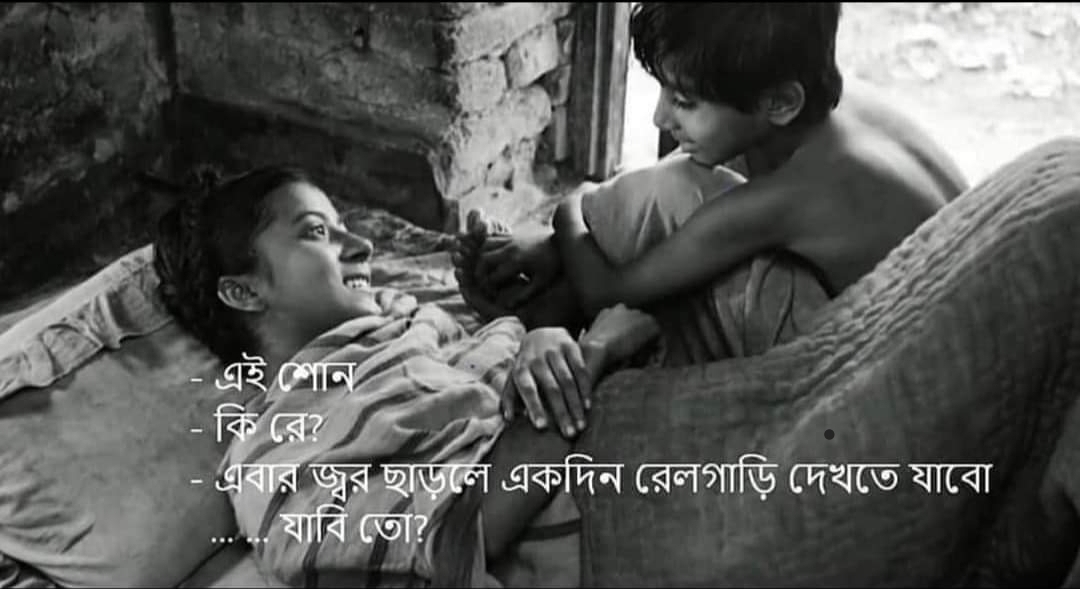 - এই শোন
- কি রে?
- এবার জ্বর ছাড়লে একদিন রেলগাড়ি দেখতে যাবো
... ... যাবি তো?